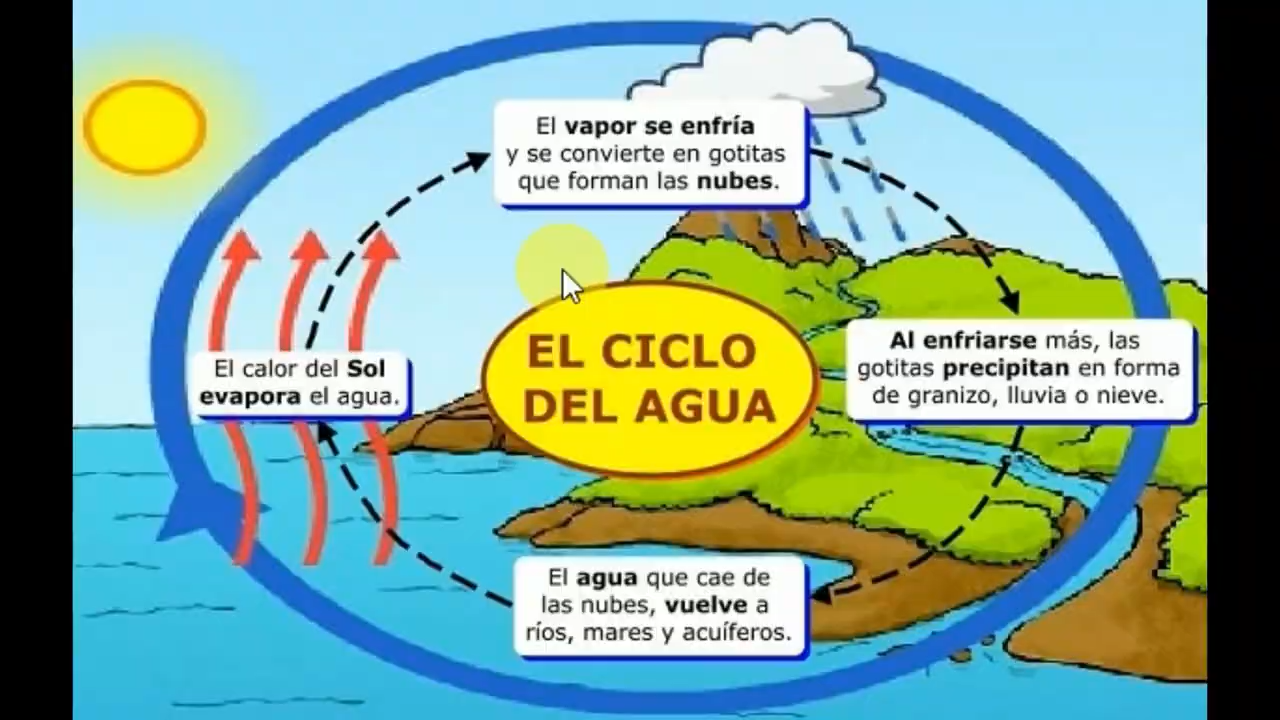 El vapor se enfría
y se convierte en gotitas
que forman las nubes.
Al enfriarse más, las
gotitas precipitan en forma
de granizo, lluvia o nieve.
El calor del Sol
evapora el agua.
EL CICLO
DEL AGUA
El agua que cae de
las nubes, vuelve a
ríos, mares y acuíferos.